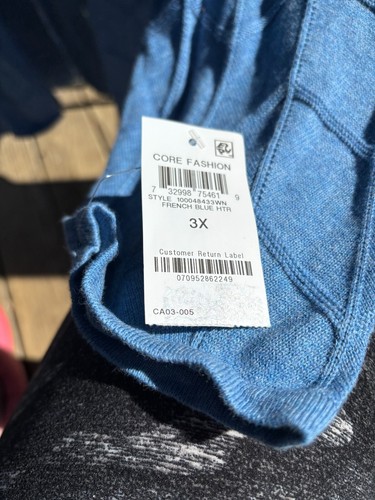 CORE FASHION
7 32998 75461 9
STYLE 100048433WN
FRENCH BLUE HTR
3X
Customer Return Label
070952862249
CA03-005